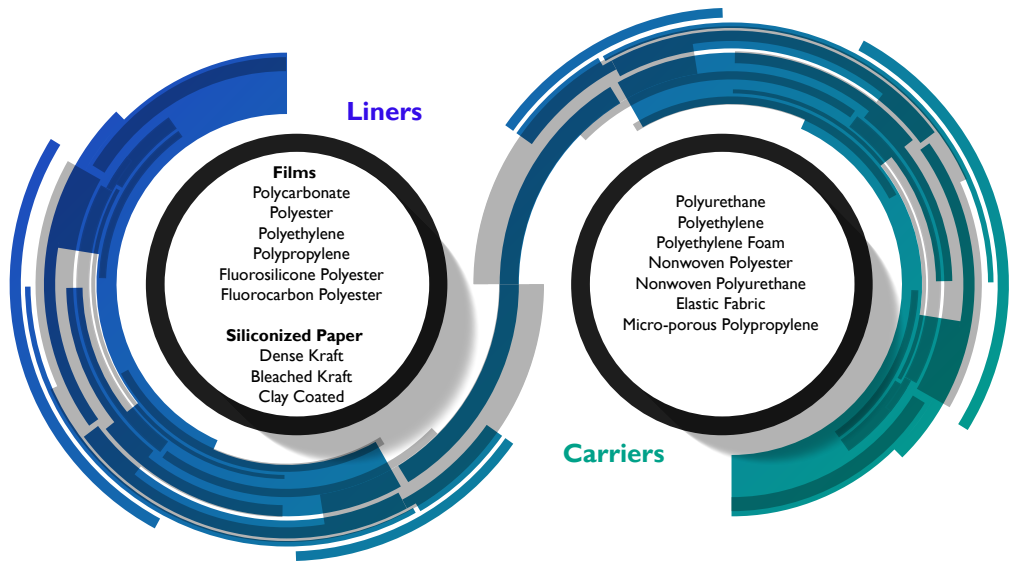 Liners
Films
Polycarbonate
Polyester
Polyethylene
Polypropylene
Fluorosilicone Polyester
Fluorocarbon Polyester
Siliconized Paper
Dense Kraft
Bleached Kraft
Clay Coated
Polyurethane
Polyethylene
Polyethylene Foam
Nonwoven Polyester
Nonwoven Polyurethane
Elastic Fabric
Micro-porous Polypropylene
Carriers